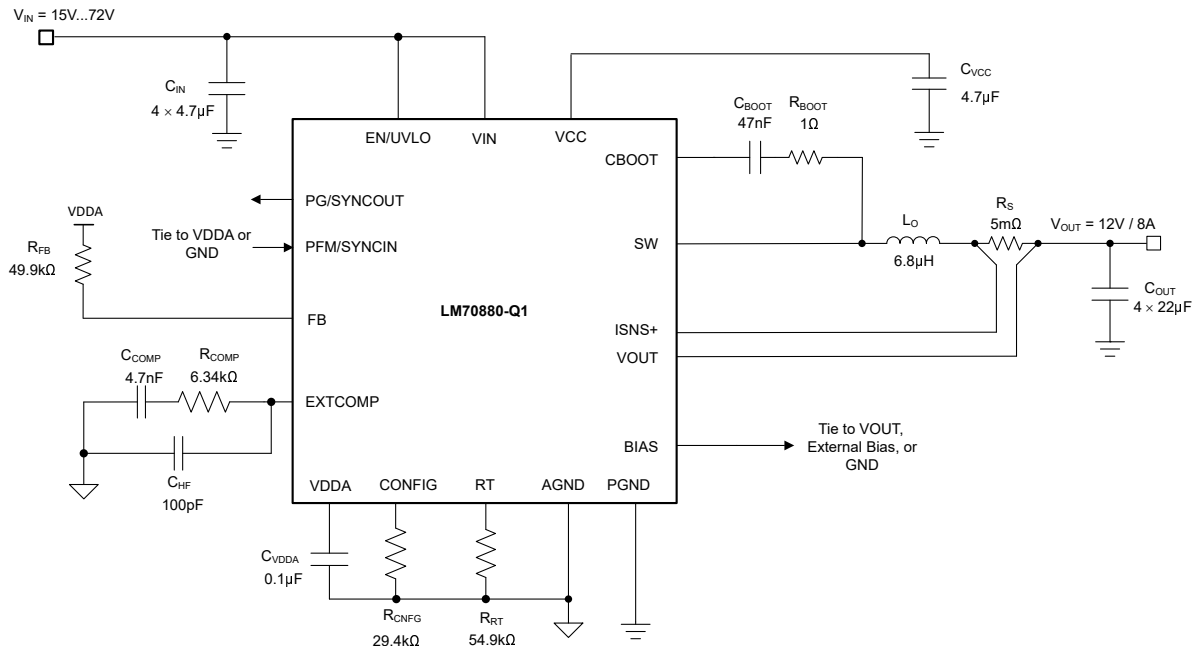 V_IN = 15V...72V
C_IN
4 × 4.7µF
EN/UVLO
VIN
VCC
C_VCC
4.7µF
C_BOOT
47nF
R_BOOT
1Ω
CBOOT
PG/SYNCOUT
VDDA
R_FB
49.9kΩ
Tie to VDDA or
GND
PFM/SYNCIN
SW
L_O
6.8µH
R_S
5mΩ
V_OUT = 12V / 8A
C_OUT
4 × 22µF
FB
LM70880-Q1
ISNS+
VOUT
C_COMP
4.7nF
R_COMP
6.34kΩ
EXTCOMP
C_HF
100pF
BIAS
Tie to VOUT,
External Bias, or
GND
VDDA
CONFIG
RT
AGND
PGND
C_VDDA
0.1µF
R_CNFG
29.4kΩ
R_RT
54.9kΩ